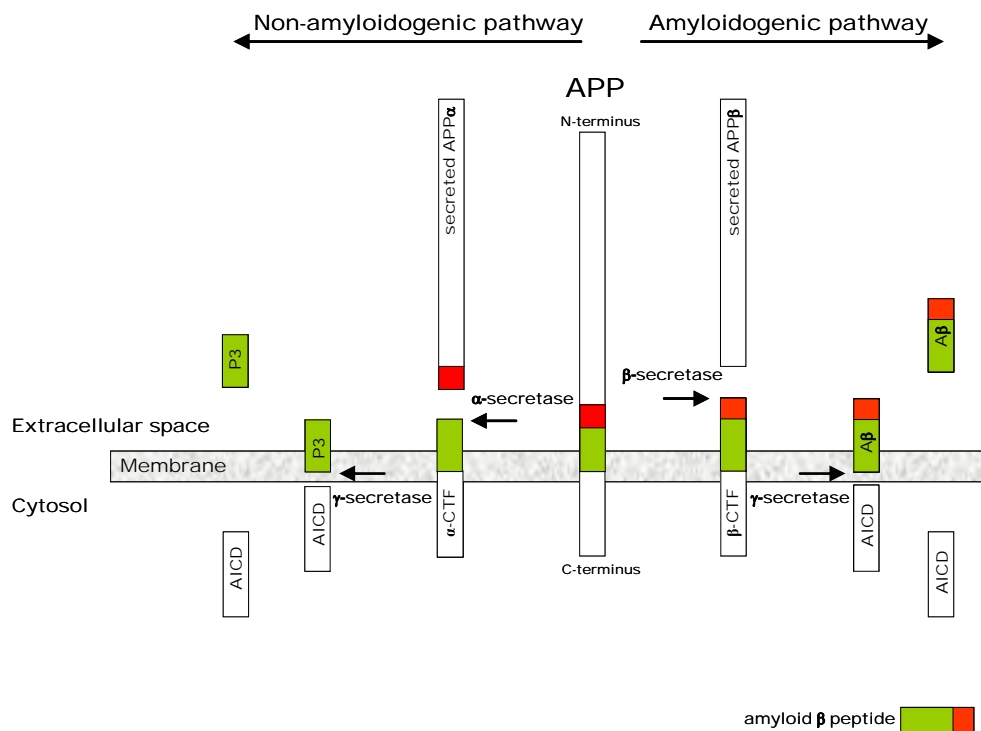 Non-amyloidogenic pathway
Amyloidogenic pathway
APP
N-terminus
secreted APPα
secreted APPβ
P3
Aβ
β-secretase
α-secretase
Extracellular space
P3
Aβ
Membrane
γ-secretase
γ-secretase
Cytosol
AICD
α-CTF
β-CTF
AICD
AICD
AICD
C-terminus
amyloid β peptide